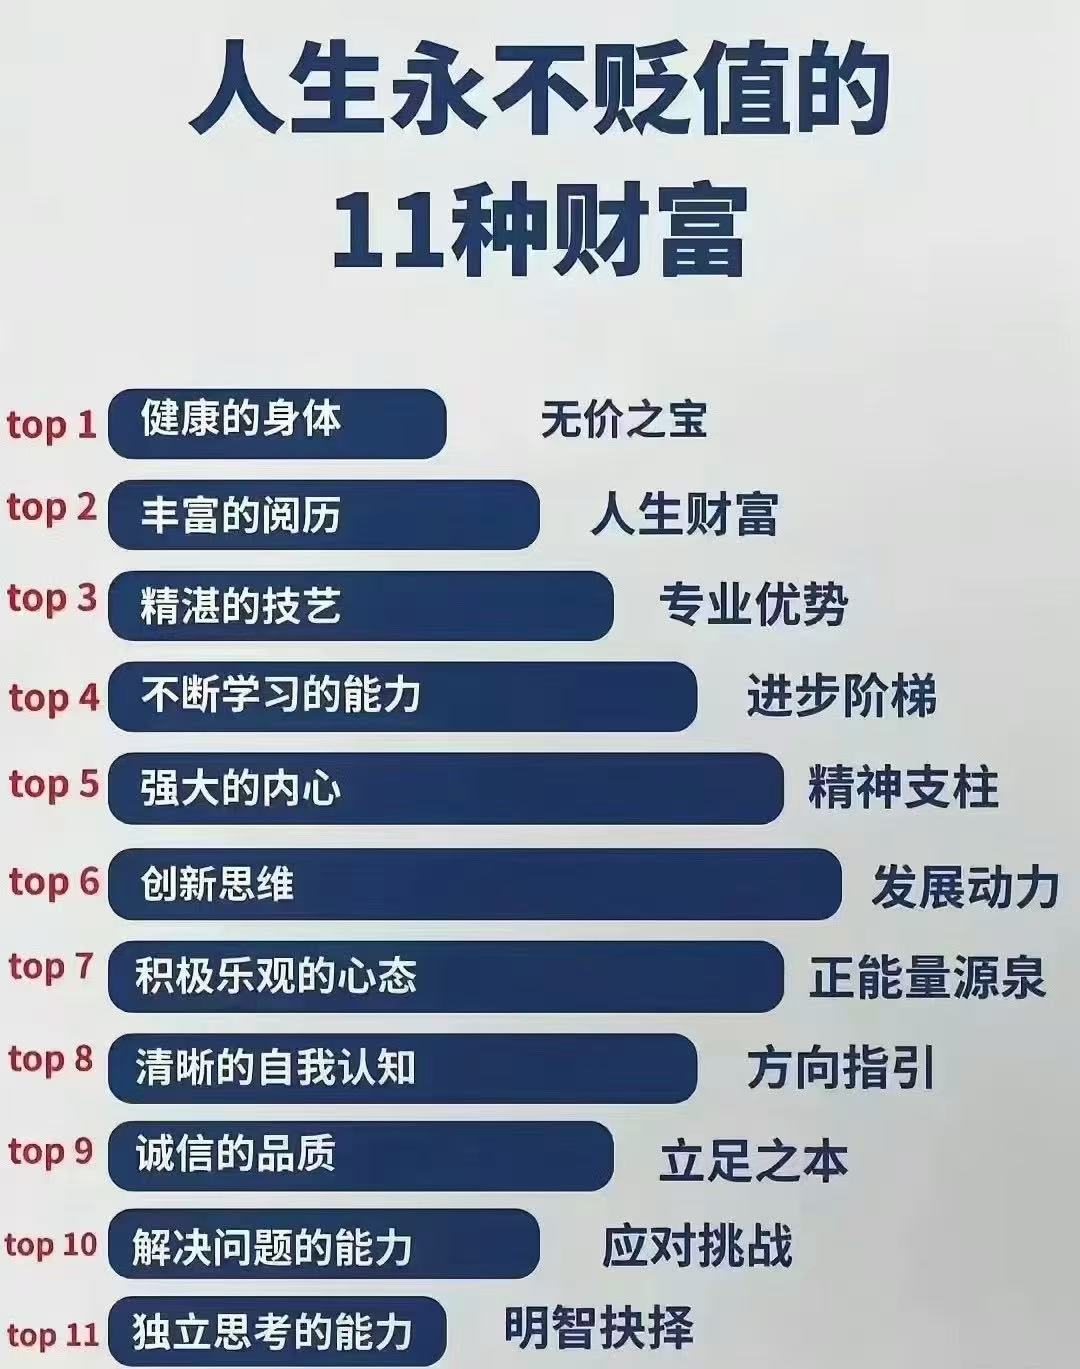 人生永不贬值的
11种财富
top 1 健康的身体 无价之宝
top 2 丰富的阅历 人生财富
top 3 精湛的技艺 专业优势
top 4 不断学习的能力 进步阶梯
top 5 强大的内心 精神支柱
top 6 创新思维 发展动力
top 7 积极乐观的心态 正能量源泉
top 8 清晰的自我认知 方向指引
top 9 诚信的品质 立足之本
top 10 解决问题的能力 应对挑战
top 11 独立思考的能力 明智抉择